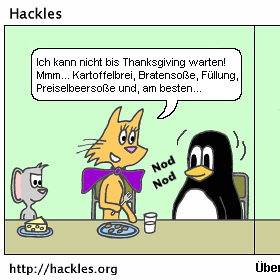 Hackles
Ich kann nicht bis Thanksgiving warten!
Mmm... Kartoffelbrei, Bratensoße, Füllung,
Preiselbeersoße und, am besten...
Nod
Nod
http://hackles.org
Über